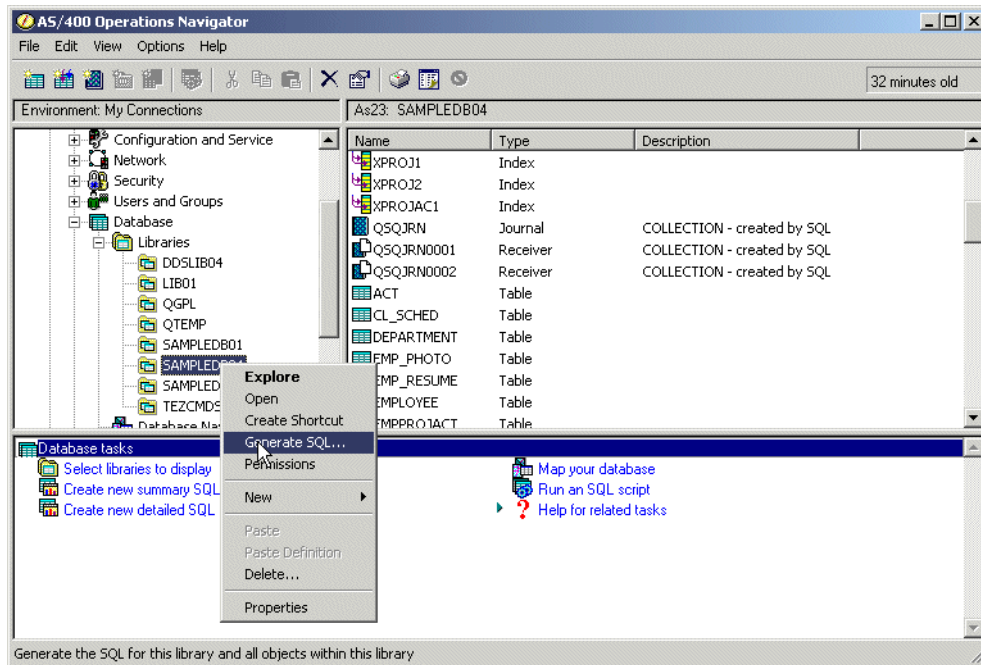 AS/400 Operations Navigator
File Edit View Options Help
32 minutes old
Environment: My Connections
As23: SAMPLEDB04
Configuration and Service
Network
Security
Users and Groups
Database
Libraries
DDSLIB04
LIB01
QGPL
QTEMP
SAMPLEDB01
SAMPLEDB04
SAMPLED
TEZCMDS
Database Na
Name Type Description
XPROJ1 Index
XPROJ2 Index
XPROJAC1 Index
QSQJRN Journal COLLECTION - created by SQL
QSQJRN0001 Receiver COLLECTION - created by SQL
QSQJRN0002 Receiver COLLECTION - created by SQL
ACT Table
CL_SCHED Table
DEPARTMENT Table
EMP_PHOTO Table
EMP_RESUME Table
EMPLOYEE Table
EMPPROJACT Table
Explore
Open
Create Shortcut
Generate SQL...
Permissions
New
Paste
Paste Definition
Delete...
Properties
Database tasks
Select libraries to display
Create new summary SQL
Create new detailed SQL
Map your database
Run an SQL script
? Help for related tasks
Generate the SQL for this library and all objects within this library